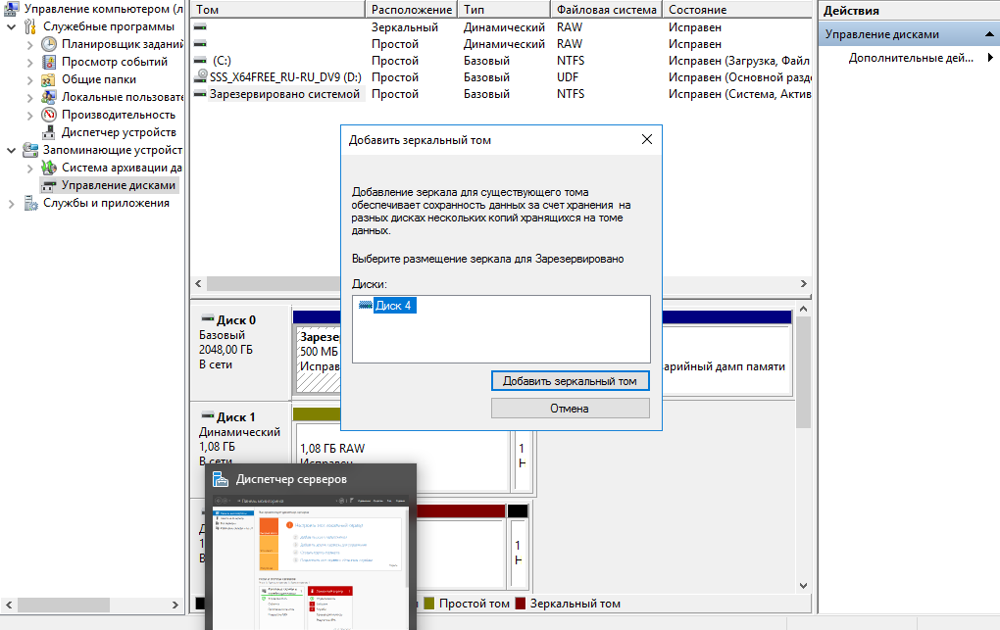 Управление компьютером (л
Служебные программы
Планировщик заданий
Просмотр событий
Общие папки
Локальные пользовате
Производительность
Диспетчер устройств
Запоминающие устройст
Система архивации да
Управление дисками
Службы и приложения
Том Расположение Тип Файловая система Состояние
Зеркальный Динамический RAW Исправен
Простой Динамический RAW Исправен
(C:) Простой Базовый NTFS Исправен (Загрузка, Файл
SSS_X64FREE_RU-RU_DV9 (D:) Простой Базовый UDF Исправен (Основной разде
Зарезервировано системой Простой Базовый NTFS Исправен (Система, Актив
Действия
Управление дисками
Дополнительные дей...
Добавить зеркальный том
Добавление зеркала для существующего тома
обеспечивает сохранность данных за счет хранения на
разных дисках нескольких копий хранящихся на томе
данных.
Выберите размещение зеркала для Зарезервировано
Диски:
Диск 4
Добавить зеркальный том
Отмена
Диск 0
Базовый
2048,00 ГБ
В сети
Зарезе
500 МБ
Исправ
варийный дамп памяти
Диск 1
Динамический
1,08 ГБ
В сети
1,08 ГБ RAW
Исправен
1
Н
Диспетчер серверов
1
Н
Простой том
Зеркальный том